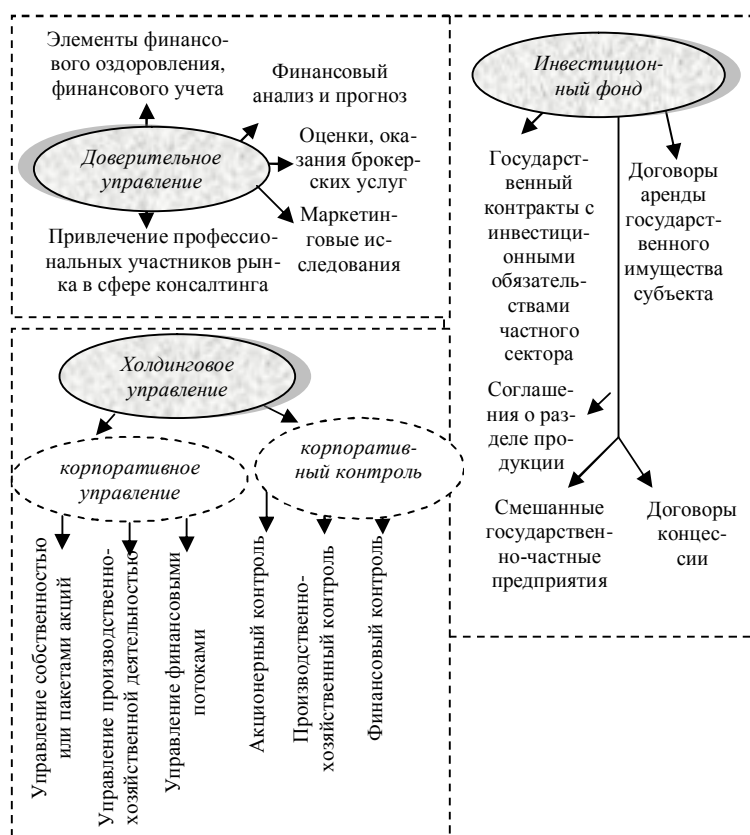 Элементы финансо-
вого оздоровления,
финансового учета
Финансовый
анализ и прогноз
Доверительное
управление
Оценки, ока-
зания брокер-
ских услуг
Маркетин-
говые ис-
следования
Привлечение профессио-
нальных участников рын-
ка в сфере консалтинга
Инвестицион-
ный фонд
Государст-
венный
контракты с
инвестици-
онными
обязатель-
ствами
частного
сектора
Договоры
аренды
государст-
венного
имущества
субъекта
Соглаше-
ния о раз-
деле про-
дукции
Смешанные
государствен-
но-частные
предприятия
Договоры
концес-
сии
Холдинговое
управление
корпоративное
управление
корпоратив-
ный контроль
Управление собственностью
или пакетами акций
Управление производственно-
хозяйственной деятельностью
Управление финансовыми
потоками
Акционерный контроль
Производственно-
хозяйственный контроль
Финансовый контроль